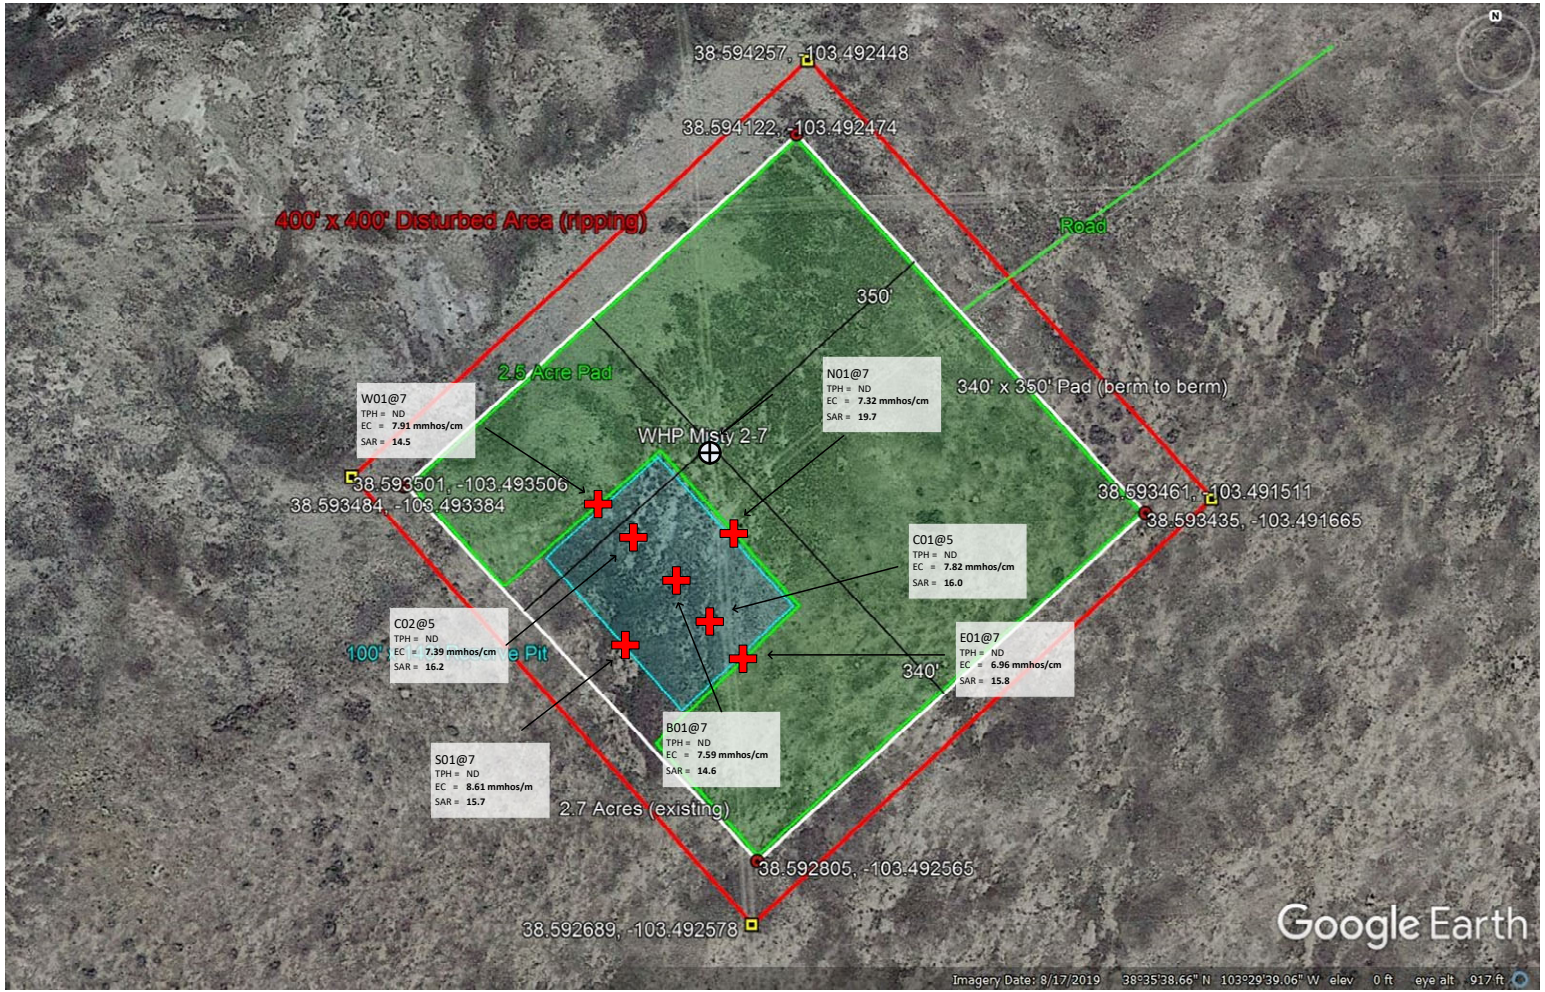 N
38.594257, -103.492448
38.594122, -103.492474
400' x 400' Disturbed Area (ripping)
Road
350'
2.5 Acre Pad
340' x 350' Pad (berm to berm)
N01@7
TPH = ND
EC = 7.32 mmhos/cm
SAR = 19.7
W01@7
TPH = ND
EC = 7.91 mmhos/cm
SAR = 14.5
WHP Misty 2-7
38.593501, -103.493506
38.593484, -103.493384
38.593461, -103.491511
38.593435, -103.491665
C01@5
TPH = ND
EC = 7.82 mmhos/cm
SAR = 16.0
C02@5
TPH = ND
EC = 7.39 mmhos/cm
SAR = 16.2
100' Pit
E01@7
TPH = ND
EC = 6.96 mmhos/cm
SAR = 15.8
340'
B01@7
TPH = ND
EC = 7.59 mmhos/cm
SAR = 14.6
S01@7
TPH = ND
EC = 8.61 mmhos/m
SAR = 15.7
2.7 Acres (existing)
38.592805, -103.492565
38.592689, -103.492578
Google Earth
Imagery Date: 8/17/2019 38°35'38.66" N 103°29'39.06" W elev 0 ft eye alt 917 ft